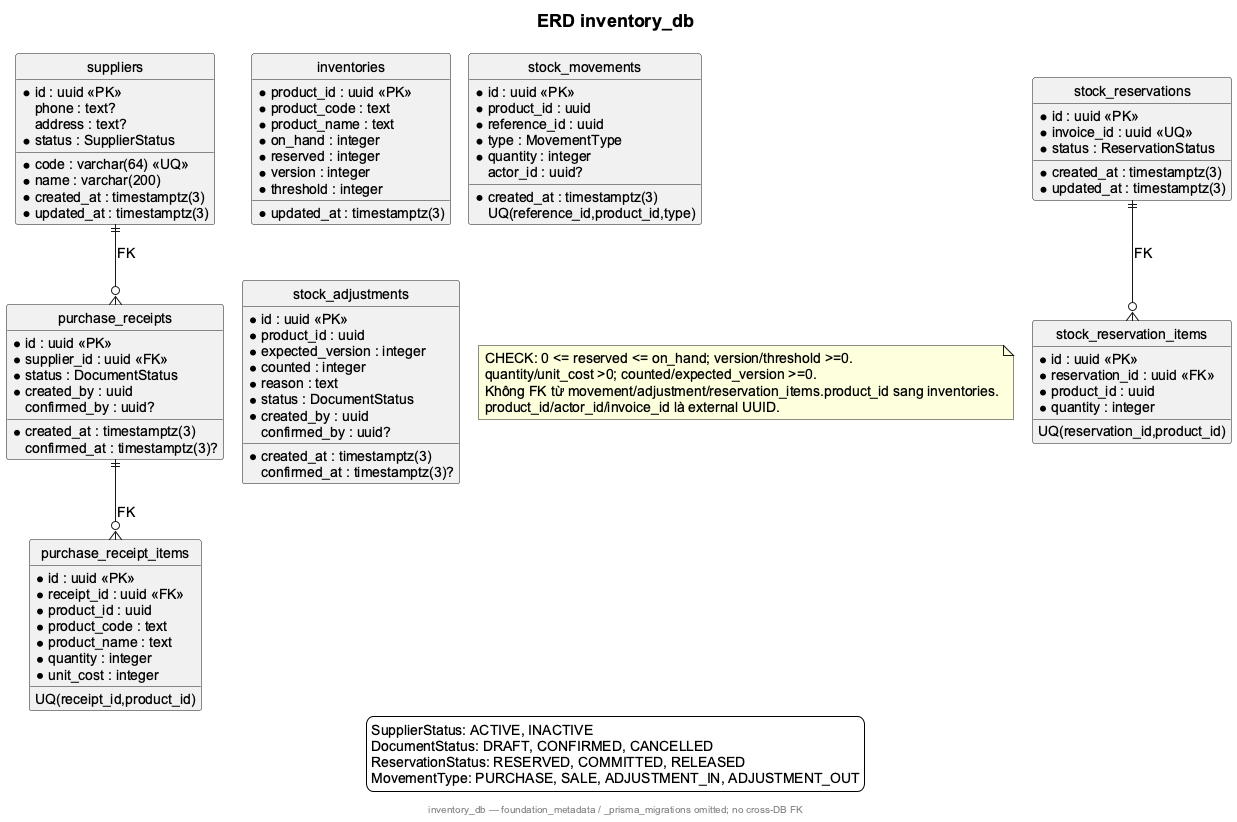 ERD inventory_db
suppliers
id : uuid «PK»
phone : text?
address : text?
status : SupplierStatus
code : varchar(64) «UQ»
name : varchar(200)
created_at : timestamptz(3)
updated_at : timestamptz(3)
inventories
product_id : uuid «PK»
product_code : text
product_name : text
on_hand : integer
reserved : integer
version : integer
threshold : integer
updated_at : timestamptz(3)
stock_movements
id : uuid «PK»
product_id : uuid
reference_id : uuid
type : MovementType
quantity : integer
actor_id : uuid?
created_at : timestamptz(3)
UQ(reference_id,product_id,type)
stock_reservations
id : uuid «PK»
invoice_id : uuid «UQ»
status : ReservationStatus
created_at : timestamptz(3)
updated_at : timestamptz(3)
FK
FK
purchase_receipts
id : uuid «PK»
supplier_id : uuid «FK»
status : DocumentStatus
created_by : uuid
confirmed_by : uuid?
created_at : timestamptz(3)
confirmed_at : timestamptz(3)?
stock_adjustments
id : uuid «PK»
product_id : uuid
expected_version : integer
counted : integer
reason : text
status : DocumentStatus
created_by : uuid
confirmed_by : uuid?
created_at : timestamptz(3)
confirmed_at : timestamptz(3)?
CHECK: 0 <= reserved <= on_hand; version/threshold >=0.
quantity/unit_cost >0; counted/expected_version >=0.
Không FK từ movement/adjustment/reservation_items.product_id sang inventories.
product_id/actor_id/invoice_id là external UUID.
stock_reservation_items
id : uuid «PK»
reservation_id : uuid «FK»
product_id : uuid
quantity : integer
UQ(reservation_id,product_id)
FK
purchase_receipt_items
id : uuid «PK»
receipt_id : uuid «FK»
product_id : uuid
product_code : text
product_name : text
quantity : integer
unit_cost : integer
UQ(receipt_id,product_id)
SupplierStatus: ACTIVE, INACTIVE
DocumentStatus: DRAFT, CONFIRMED, CANCELLED
ReservationStatus: RESERVED, COMMITTED, RELEASED
MovementType: PURCHASE, SALE, ADJUSTMENT_IN, ADJUSTMENT_OUT
inventory_db — foundation_metadata / _prisma_migrations omitted; no cross-DB FK